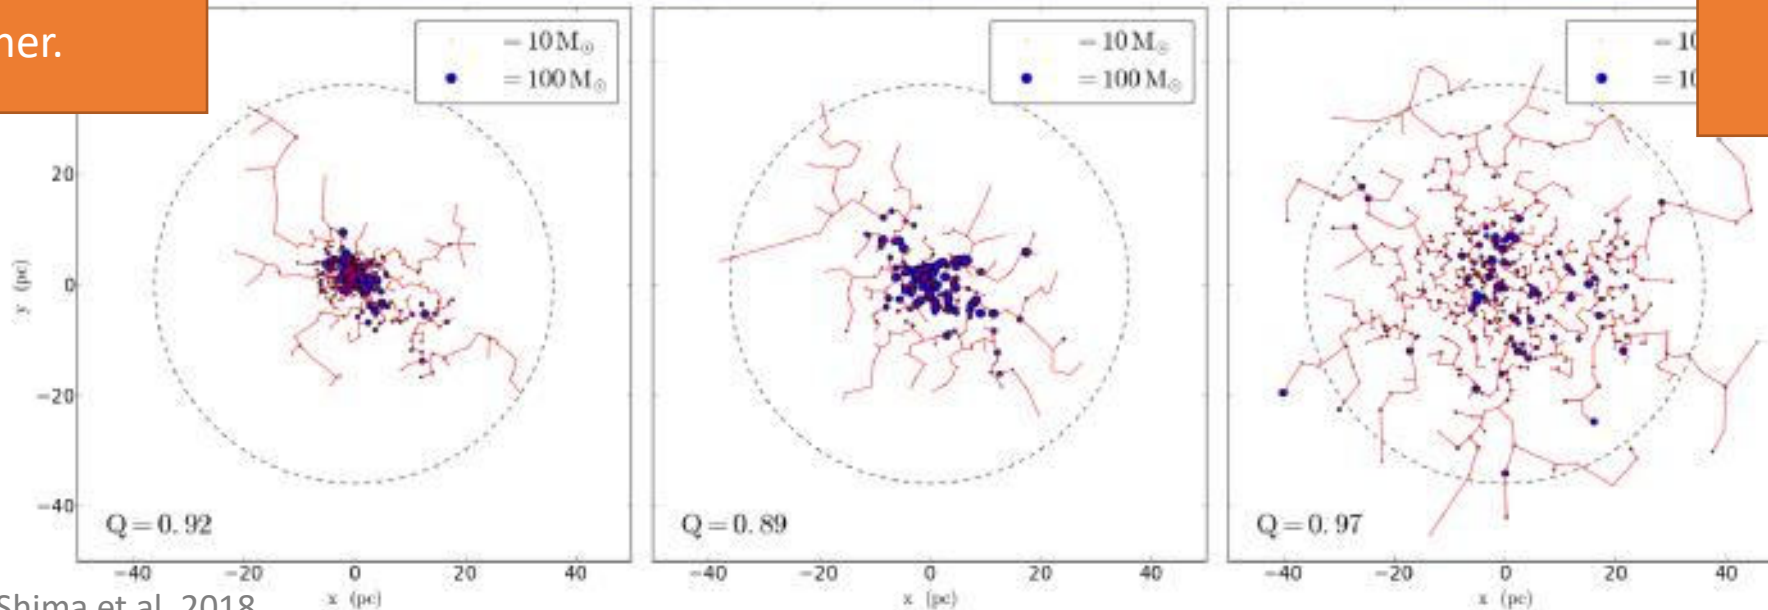 ner.
− 10 M⊙
= 100 M⊙
− 10 M⊙
= 100 M⊙
− 10
= 10
20
0
−20
−40
y (pc)
Q = 0.92
Q = 0.89
Q = 0.97
−40 −20 0 20 40
−40 −20 0 20 40
−40 −20 0 20 40
x (pc)
x (pc)
x (pc)
Shima et al. 2018